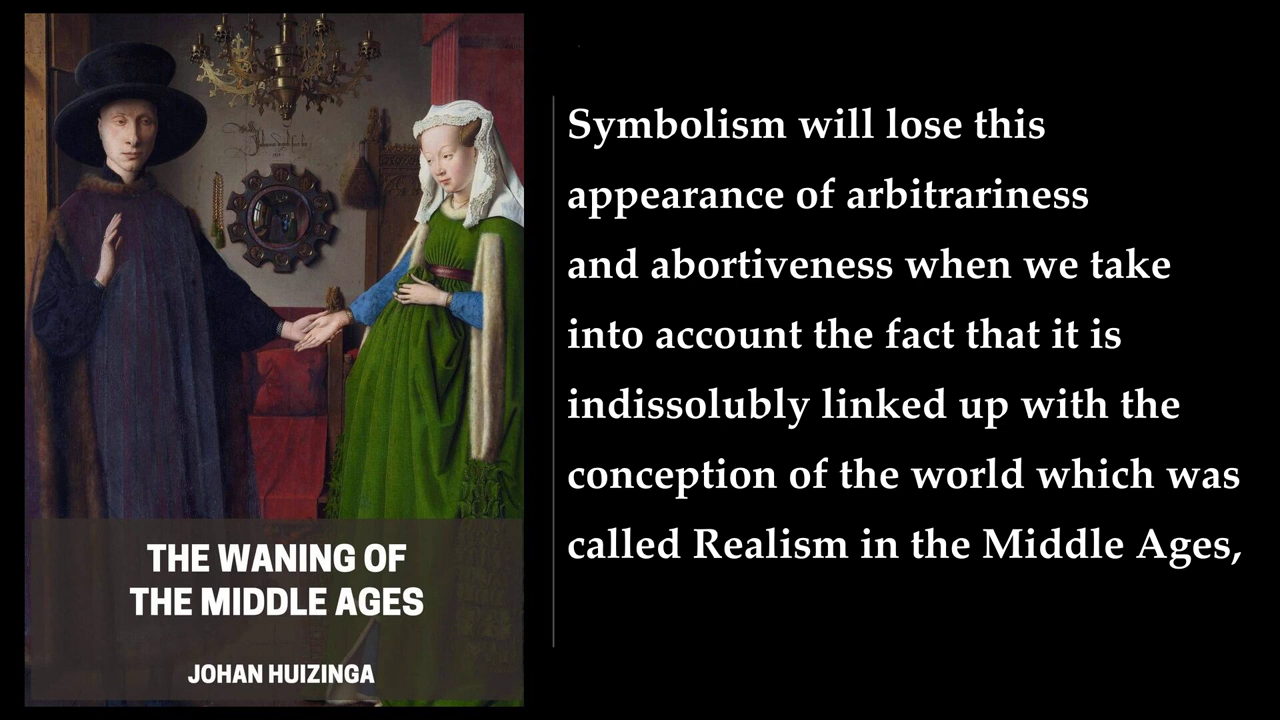 THE WANING OF
THE MIDDLE AGES
JOHAN HUIZINGA
Symbolism will lose this
appearance of arbitrariness
and abortiveness when we take
into account the fact that it is
indissolubly linked up with the
conception of the world which was
called Realism in the Middle Ages,